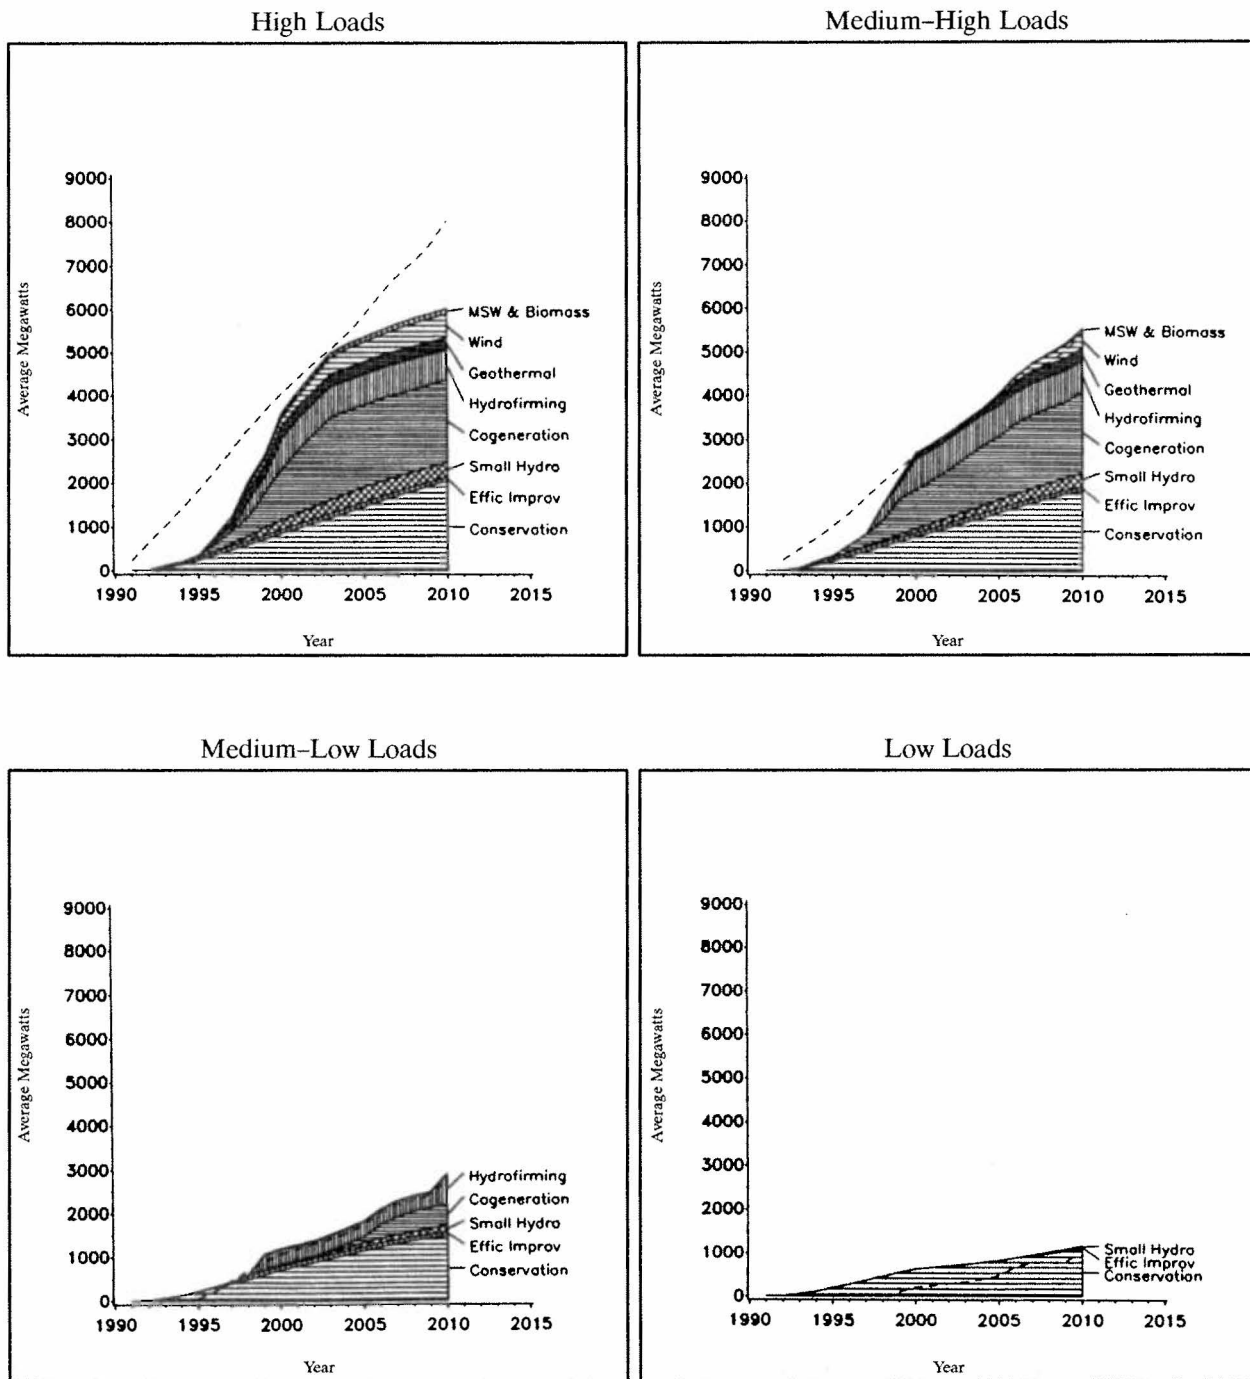 High Loads
Average Megawatts
9000
8000
7000
6000
5000
4000
3000
2000
1000
0
MSW & Biomass
Wind
Geothermal
Hydrofirming
Cogeneration
Small Hydro
Effic Improv
Conservation
1990 1995 2000 2005 2010 2015
Year
Medium–High Loads
Average Megawatts
9000
8000
7000
6000
5000
4000
3000
2000
1000
0
MSW & Biomass
Wind
Geothermal
Hydrofirming
Cogeneration
Small Hydro
Effic Improv
Conservation
1990 1995 2000 2005 2010 2015
Year
Medium–Low Loads
Average Megawatts
9000
8000
7000
6000
5000
4000
3000
2000
1000
0
Hydrofirming
Cogeneration
Small Hydro
Effic Improv
Conservation
1990 1995 2000 2005 2010 2015
Year
Low Loads
Average Megawatts
9000
8000
7000
6000
5000
4000
3000
2000
1000
0
Small Hydro
Effic Improv
Conservation
1990 1995 2000 2005 2010 2015
Year